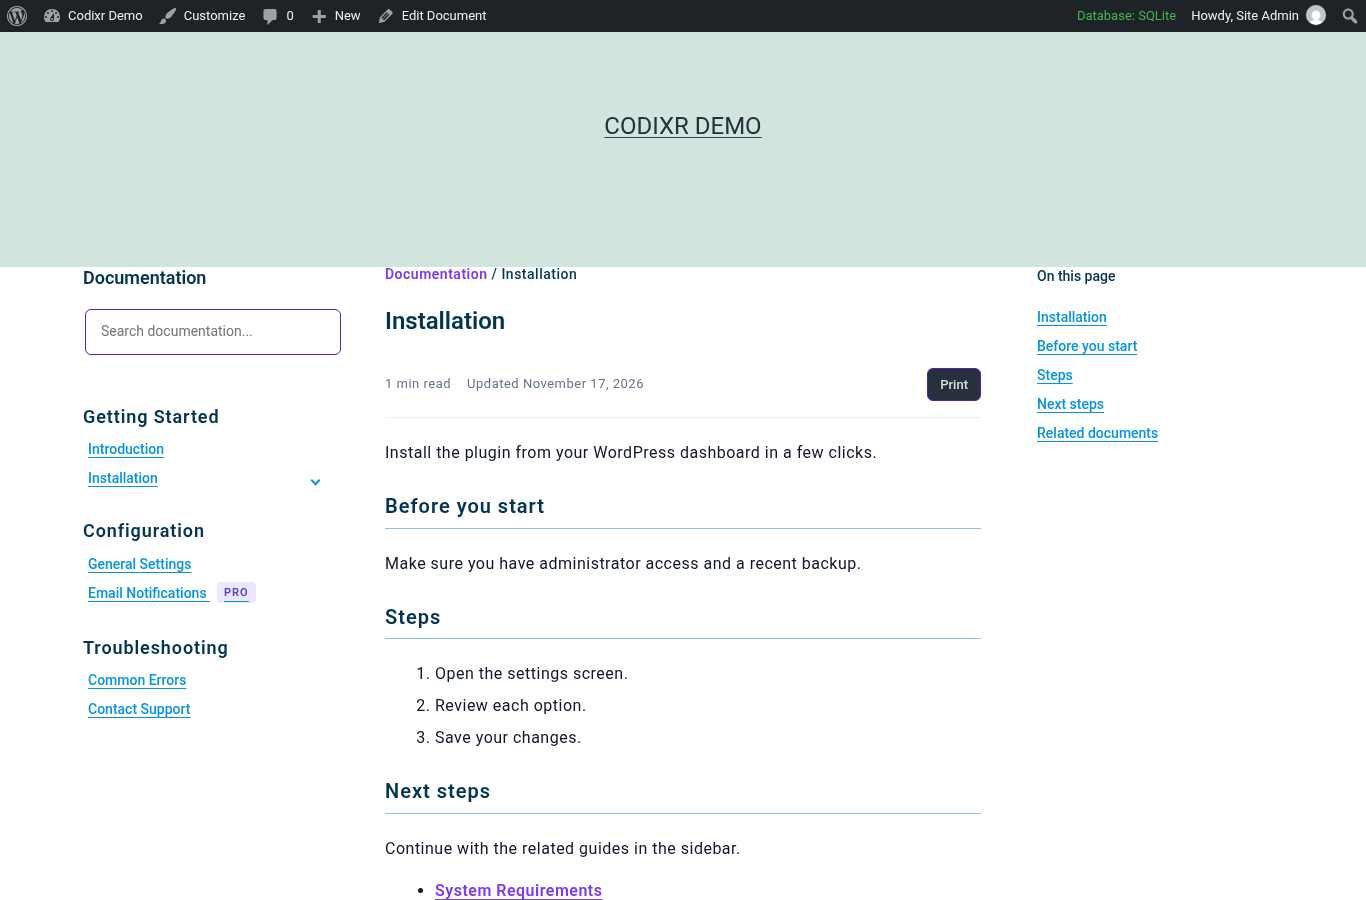 Codixr Demo Customize 0 New Edit Document Database: SQLite Howdy, Site Admin
CODIXR DEMO
Documentation
Search documentation...
Getting Started
Introduction
Installation
Configuration
General Settings
Email Notifications PRO
Troubleshooting
Common Errors
Contact Support
Documentation / Installation
Installation
1 min read Updated November 17, 2026 Print
Install the plugin from your WordPress dashboard in a few clicks.
Before you start
Make sure you have administrator access and a recent backup.
Steps
1. Open the settings screen.
2. Review each option.
3. Save your changes.
Next steps
Continue with the related guides in the sidebar.
• System Requirements
On this page
Installation
Before you start
Steps
Next steps
Related documents